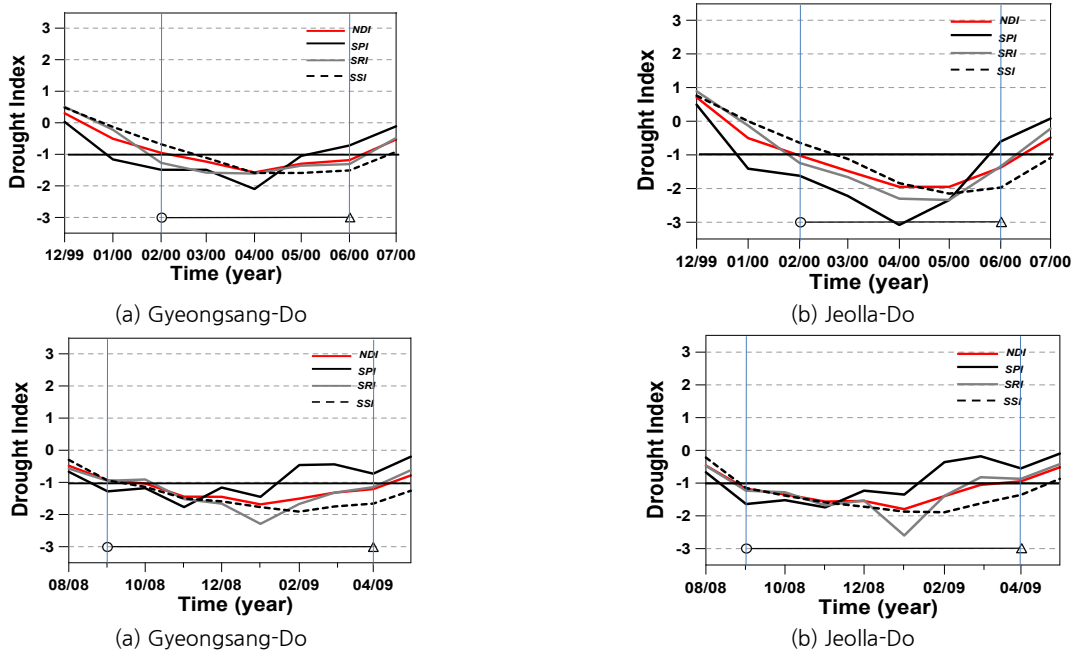 3
2
1
0
-1
-2
-3
Drought Index
NDI
SPI
SRI
SSI
12/99 01/00 02/00 03/00 04/00 05/00 06/00 07/00
Time (year)
(a) Gyeongsang-Do
3
2
1
0
-1
-2
-3
Drought Index
NDI
SPI
SRI
SSI
12/99 01/00 02/00 03/00 04/00 05/00 06/00 07/00
Time (year)
(b) Jeolla-Do
3
2
1
0
-1
-2
-3
Drought Index
NDI
SPI
SRI
SSI
08/08 10/08 12/08 02/09 04/09
Time (year)
(a) Gyeongsang-Do
3
2
1
0
-1
-2
-3
Drought Index
NDI
SPI
SRI
SSI
08/08 10/08 12/08 02/09 04/09
Time (year)
(b) Jeolla-Do